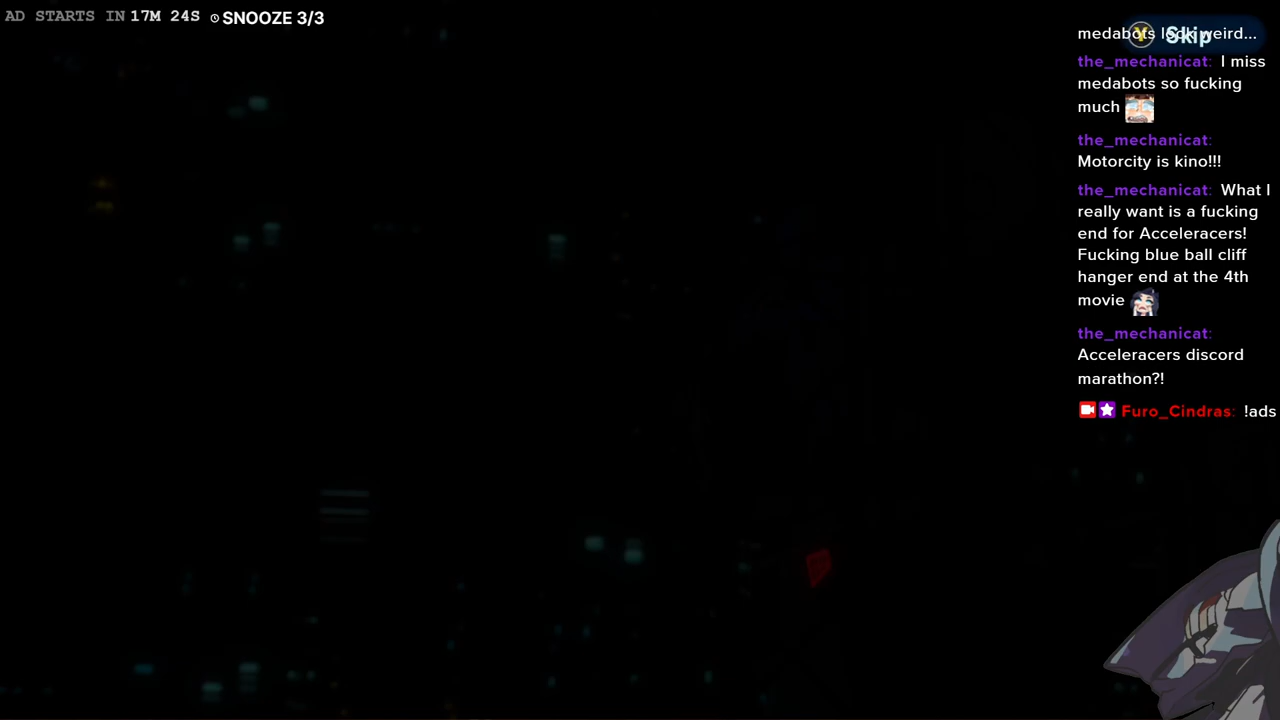 AD STARTS IN 17M 24S SNOOZE 3/3
Y Skip
medabots look weird...
the_mechanicat: I miss
medabots so fucking
much
the_mechanicat:
Motorcity is kino!!!
the_mechanicat: What I
really want is a fucking
end for Acceleracers!
Fucking blue ball cliff
hanger end at the 4th
movie
the_mechanicat:
Acceleracers discord
marathon?!
Furo_Cindras: !ads